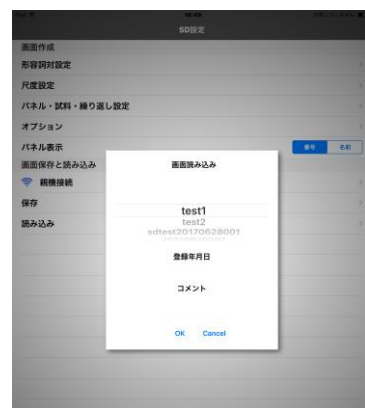 SD設定
画面作成
形容詞対設定
尺度設定
パネル・試料・繰り返し設定
オプション
パネル表示
番号 名前
画面保存と読み込み
親機接続
保存
読み込み
画面読み込み
test1
test2
sdtest20170628001
登録年月日
コメント
OK Cancel